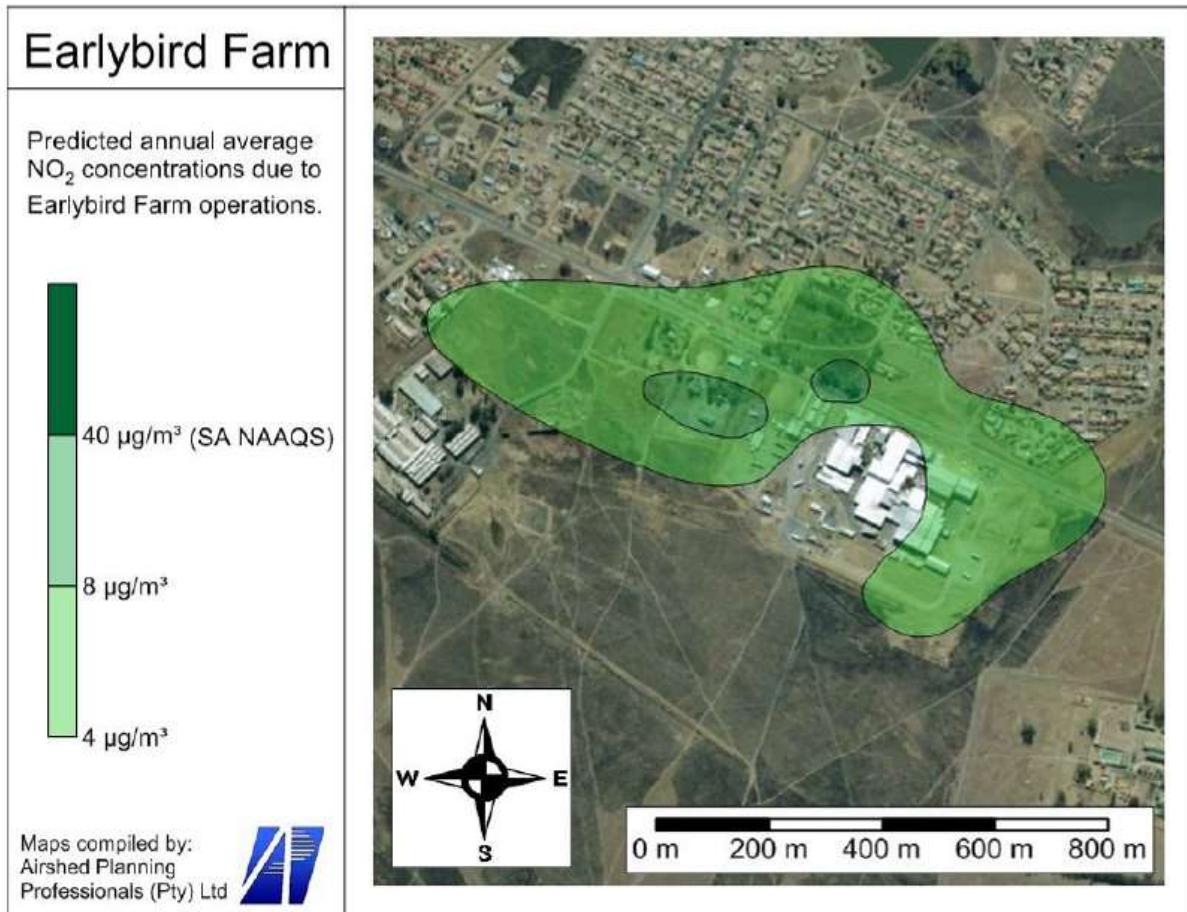 Earlybird Farm
Predicted annual average
NO₂ concentrations due to
Earlybird Farm operations.
40 µg/m³ (SA NAAQS)
8 µg/m³
4 µg/m³
Maps compiled by:
Airshed Planning
Professionals (Pty) Ltd
N
W E
S
0 m 200 m 400 m 600 m 800 m